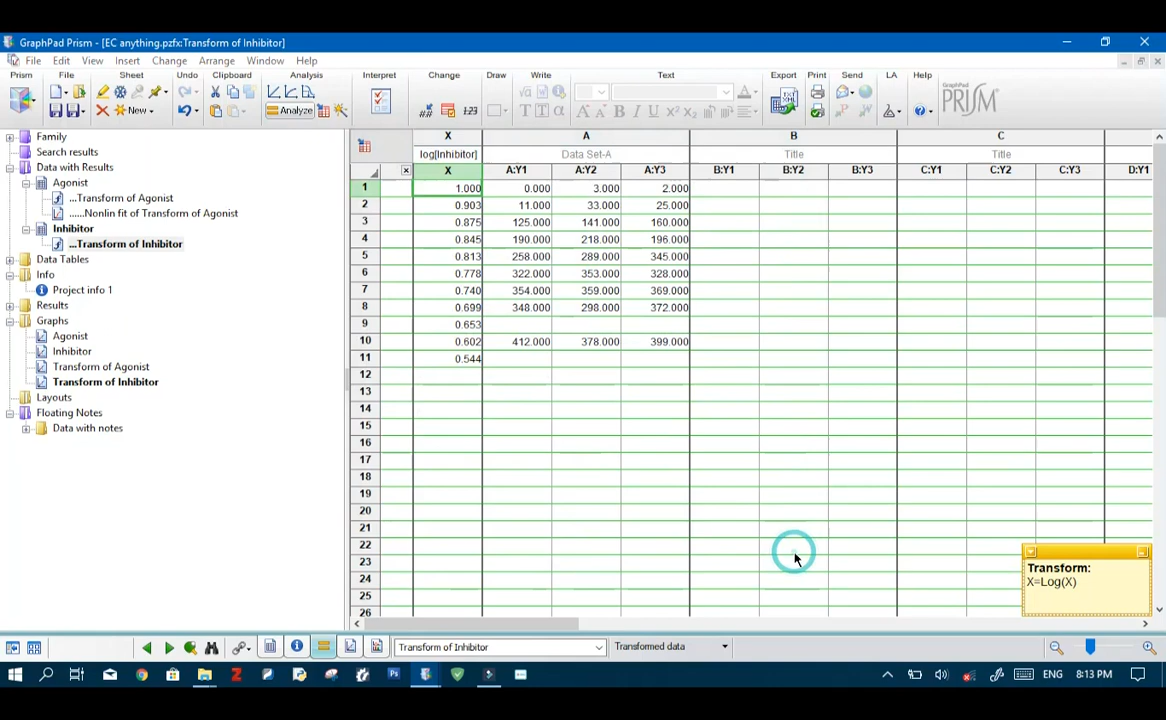 GraphPad Prism - [EC anything.pzfx:Transform of Inhibitor]
File Edit View Insert Change Arrange Window Help
Prism File Sheet Undo Clipboard Analysis Interpret Change Draw Write Text Export Print Send LA Help
New Analyze 123 GraphPad PRISM
Family
Search results
Data with Results
Agonist
...Transform of Agonist
......Nonlin fit of Transform of Agonist
Inhibitor
...Transform of Inhibitor
Data Tables
Info
Project info 1
Results
Graphs
Agonist
Inhibitor
Transform of Agonist
Transform of Inhibitor
Layouts
Floating Notes
Data with notes
X A B C
log[Inhibitor] Data Set-A Title Title
X A:Y1 A:Y2 A:Y3 B:Y1 B:Y2 B:Y3 C:Y1 C:Y2 C:Y3 D:Y1
1 1.000 0.000 3.000 2.000
2 0.903 11.000 33.000 25.000
3 0.875 125.000 141.000 160.000
4 0.845 190.000 218.000 196.000
5 0.813 258.000 289.000 345.000
6 0.778 322.000 353.000 328.000
7 0.740 354.000 359.000 369.000
8 0.699 348.000 298.000 372.000
9 0.653
10 0.602 412.000 378.000 399.000
11 0.544
12
13
14
15
16
17
18
19
20
21
22
23
24
25
26
Transform:
X=Log(X)
Transform of Inhibitor Transformed data
ENG 8:13 PM